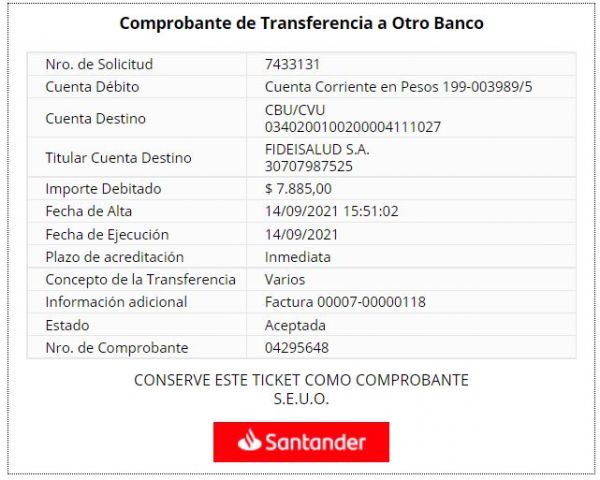 Comprobante de Transferencia a Otro Banco
Nro. de Solicitud 7433131
Cuenta Débito Cuenta Corriente en Pesos 199-003989/5
Cuenta Destino CBU/CVU
0340200100200004111027
Titular Cuenta Destino FIDEISALUD S.A.
30707987525
Importe Debitado $ 7.885,00
Fecha de Alta 14/09/2021 15:51:02
Fecha de Ejecución 14/09/2021
Plazo de acreditación Inmediata
Concepto de la Transferencia Varios
Información adicional Factura 00007-00000118
Estado Aceptada
Nro. de Comprobante 04295648
CONSERVE ESTE TICKET COMO COMPROBANTE
S.E.U.O.
Santander